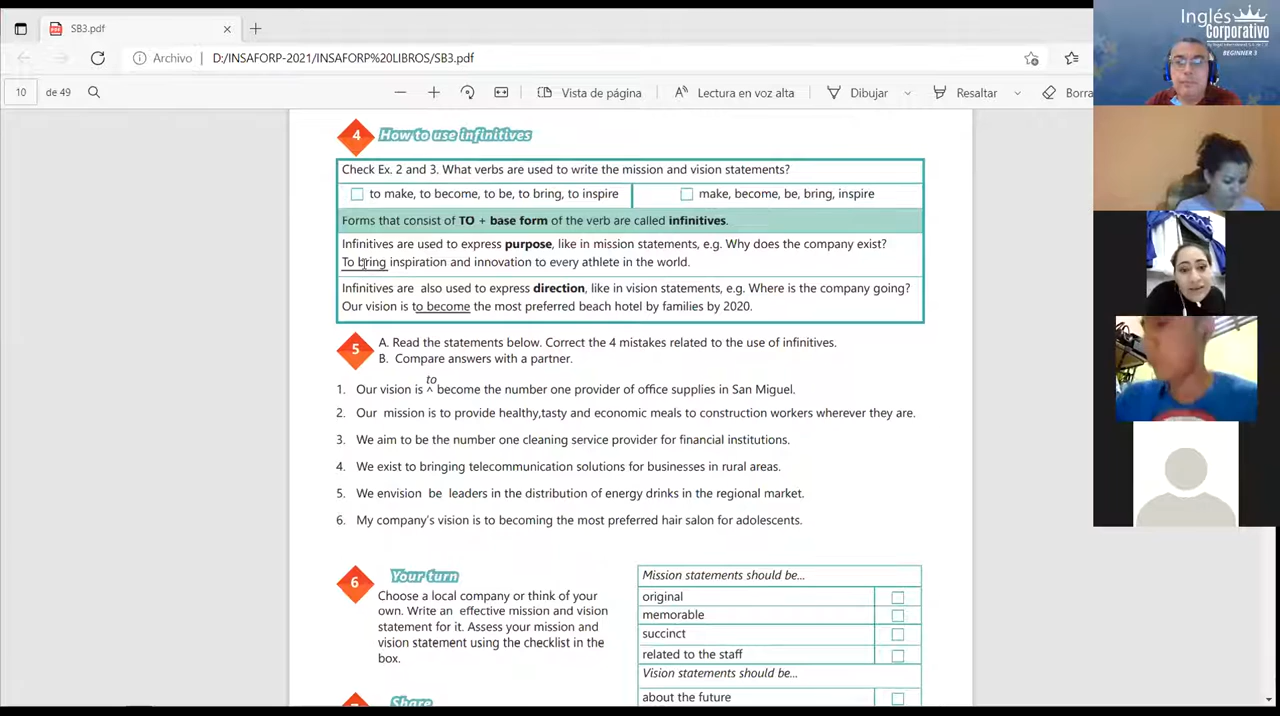 SB3.pdf
Archivo
D:/INSAFORP-2021/INSAFORP%20LIBROS/SB3.pdf
10
de 49
Vista de página
Lectura en voz alta
Dibujar
Resaltar
Borra
Inglés
Corporativo
BEGINNER 3
4 How to use infinitives
Check Ex. 2 and 3. What verbs are used to write the mission and vision statements?
to make, to become, to be, to bring, to inspire
make, become, be, bring, inspire
Forms that consist of TO + base form of the verb are called infinitives.
Infinitives are used to express purpose, like in mission statements, e.g. Why does the company exist?
To bring inspiration and innovation to every athlete in the world.
Infinitives are also used to express direction, like in vision statements, e.g. Where is the company going?
Our vision is to become the most preferred beach hotel by families by 2020.
5 A. Read the statements below. Correct the 4 mistakes related to the use of infinitives.
B. Compare answers with a partner.
to
1. Our vision is ^ become the number one provider of office supplies in San Miguel.
2. Our mission is to provide healthy,tasty and economic meals to construction workers wherever they are.
3. We aim to be the number one cleaning service provider for financial institutions.
4. We exist to bringing telecommunication solutions for businesses in rural areas.
5. We envision be leaders in the distribution of energy drinks in the regional market.
6. My company's vision is to becoming the most preferred hair salon for adolescents.
6 Your turn
Choose a local company or think of your
own. Write an effective mission and vision
statement for it. Assess your mission and
vision statement using the checklist in the
box.
Mission statements should be...
original
memorable
succinct
related to the staff
Vision statements should be...
about the future
Share